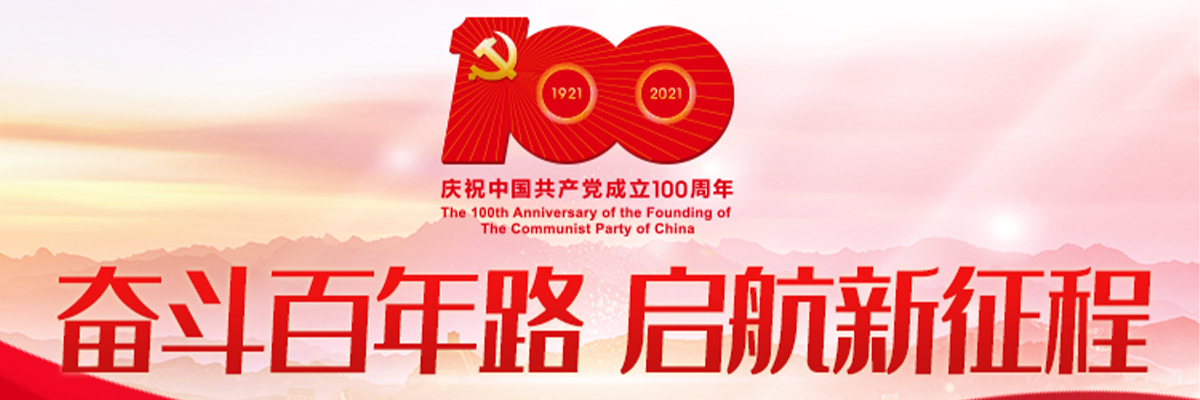 100
1921 2021
庆祝中国共产党成立100周年
The 100th Anniversary of the Founding of
The Communist Party of China
奋斗百年路 启航新征程